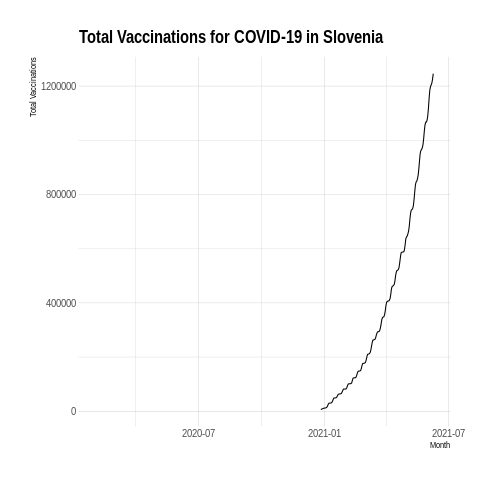 Total Vaccinations for COVID-19 in Slovenia
Total Vaccinations
1200000
800000
400000
0
2020-07
2021-01
2021-07
Month